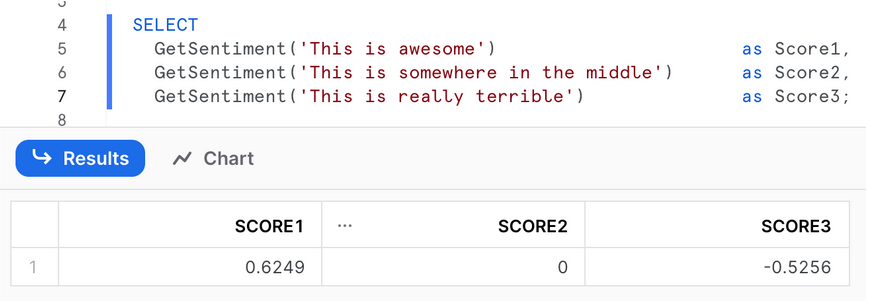 4 SELECT
5 GetSentiment('This is awesome') as Score1,
6 GetSentiment('This is somewhere in the middle') as Score2,
7 GetSentiment('This is really terrible') as Score3;
8
Results Chart
SCORE1 ... SCORE2 SCORE3
1 0.6249 0 -0.5256